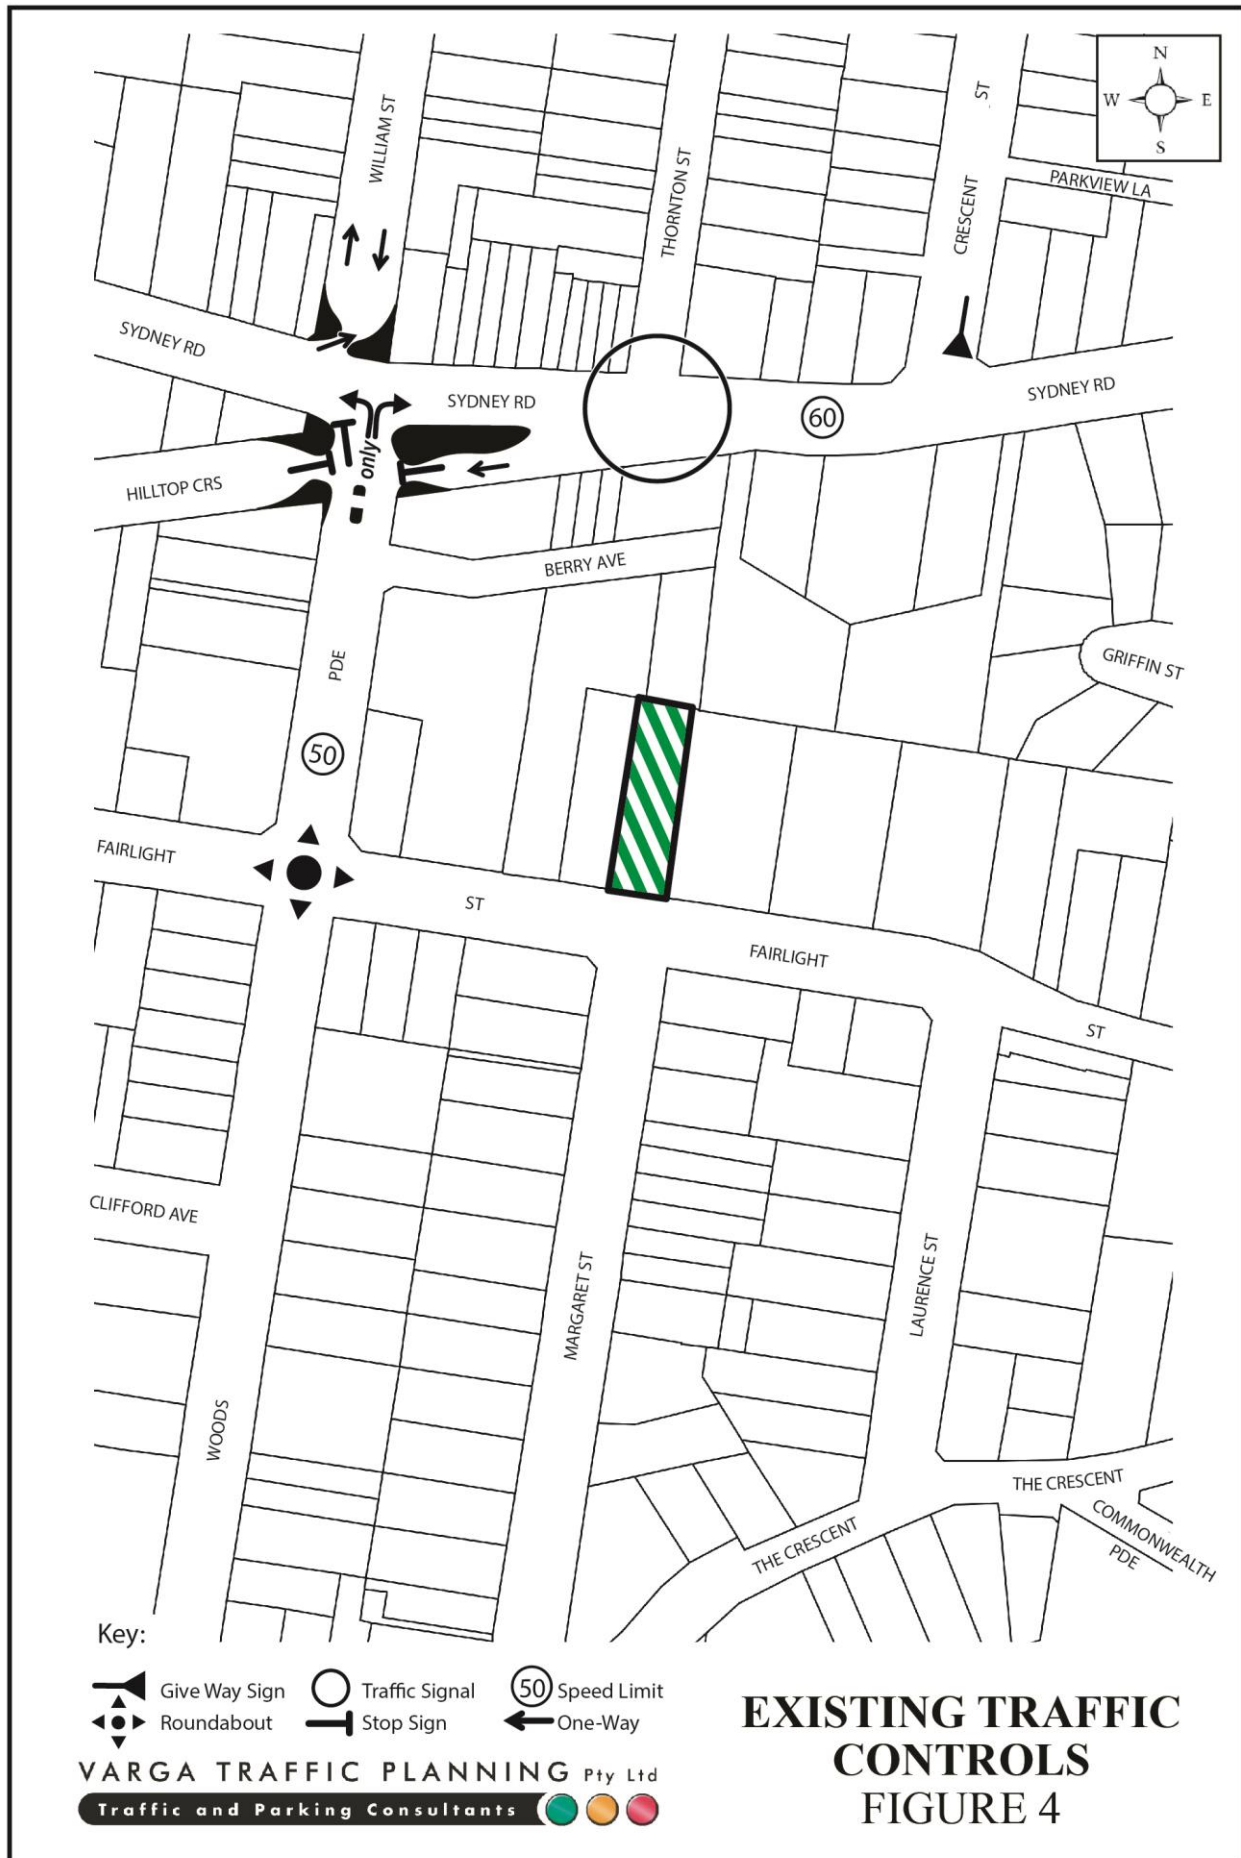 N
W E
S
WILLIAM ST
THORNTON ST
CRESCENT ST
PARKVIEW LA
SYDNEY RD
SYDNEY RD
60
SYDNEY RD
only
HILLTOP CRS
BERRY AVE
GRIFFIN ST
PDE
50
FAIRLIGHT
ST
FAIRLIGHT
ST
CLIFFORD AVE
MARGARET ST
LAURENCE ST
WOODS
THE CRESCENT
THE CRESCENT
COMMONWEALTH
PDE
Key:
Give Way Sign
Traffic Signal
50 Speed Limit
Roundabout
Stop Sign
One-Way
EXISTING TRAFFIC
CONTROLS
FIGURE 4
VARGA TRAFFIC PLANNING Pty Ltd
Traffic and Parking Consultants